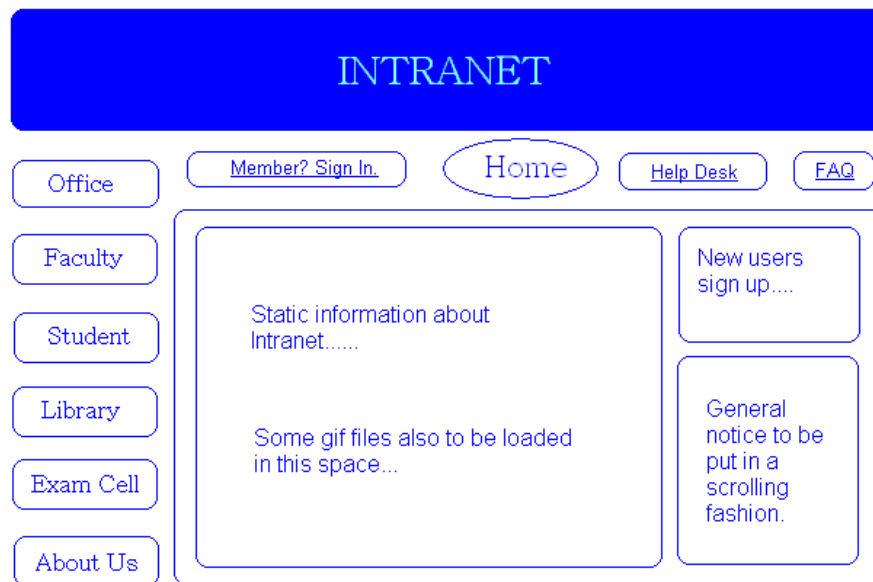 INTRANET
Member? Sign In.
Home
Help Desk
FAQ
Office
Faculty
Student
Library
Exam Cell
About Us
Static information about
Intranet......
Some gif files also to be loaded
in this space...
New users
sign up....
General
notice to be
put in a
scrolling
fashion.